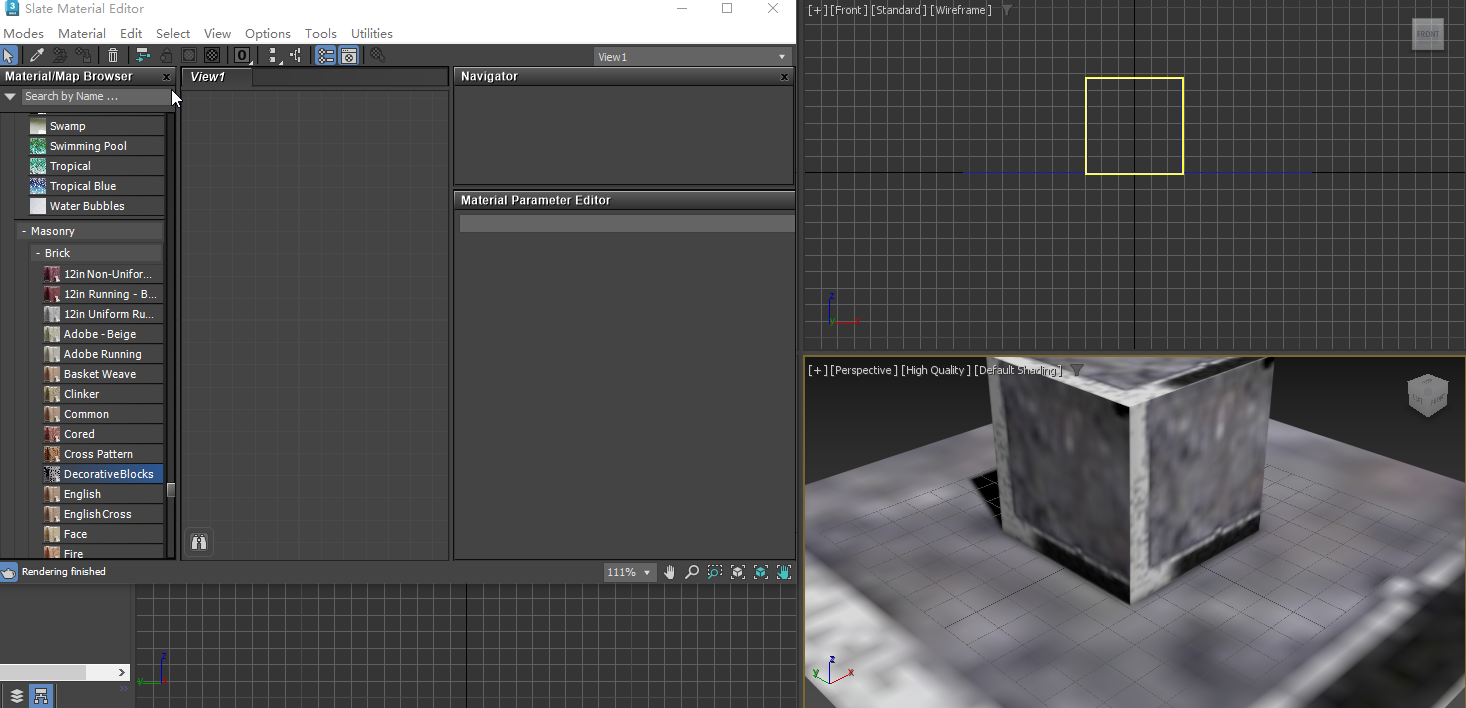 Slate Material Editor
Modes Material Edit Select View Options Tools Utilities
View1
Material/Map Browser
Search by Name ...
Swamp
Swimming Pool
Tropical
Tropical Blue
Water Bubbles
- Masonry
- Brick
12in Non-Unifor...
12in Running - B...
12in Uniform Ru...
Adobe - Beige
Adobe Running
Basket Weave
Clinker
Common
Cored
Cross Pattern
DecorativeBlocks
English
English Cross
Face
Fire
View1
Navigator
Material Parameter Editor
Rendering finished
111%
z
y
[+] [Front] [Standard] [Wireframe]
FRONT
z
y
x
[+] [Perspective] [High Quality] [Default Shading]
FRONT
z
y
x